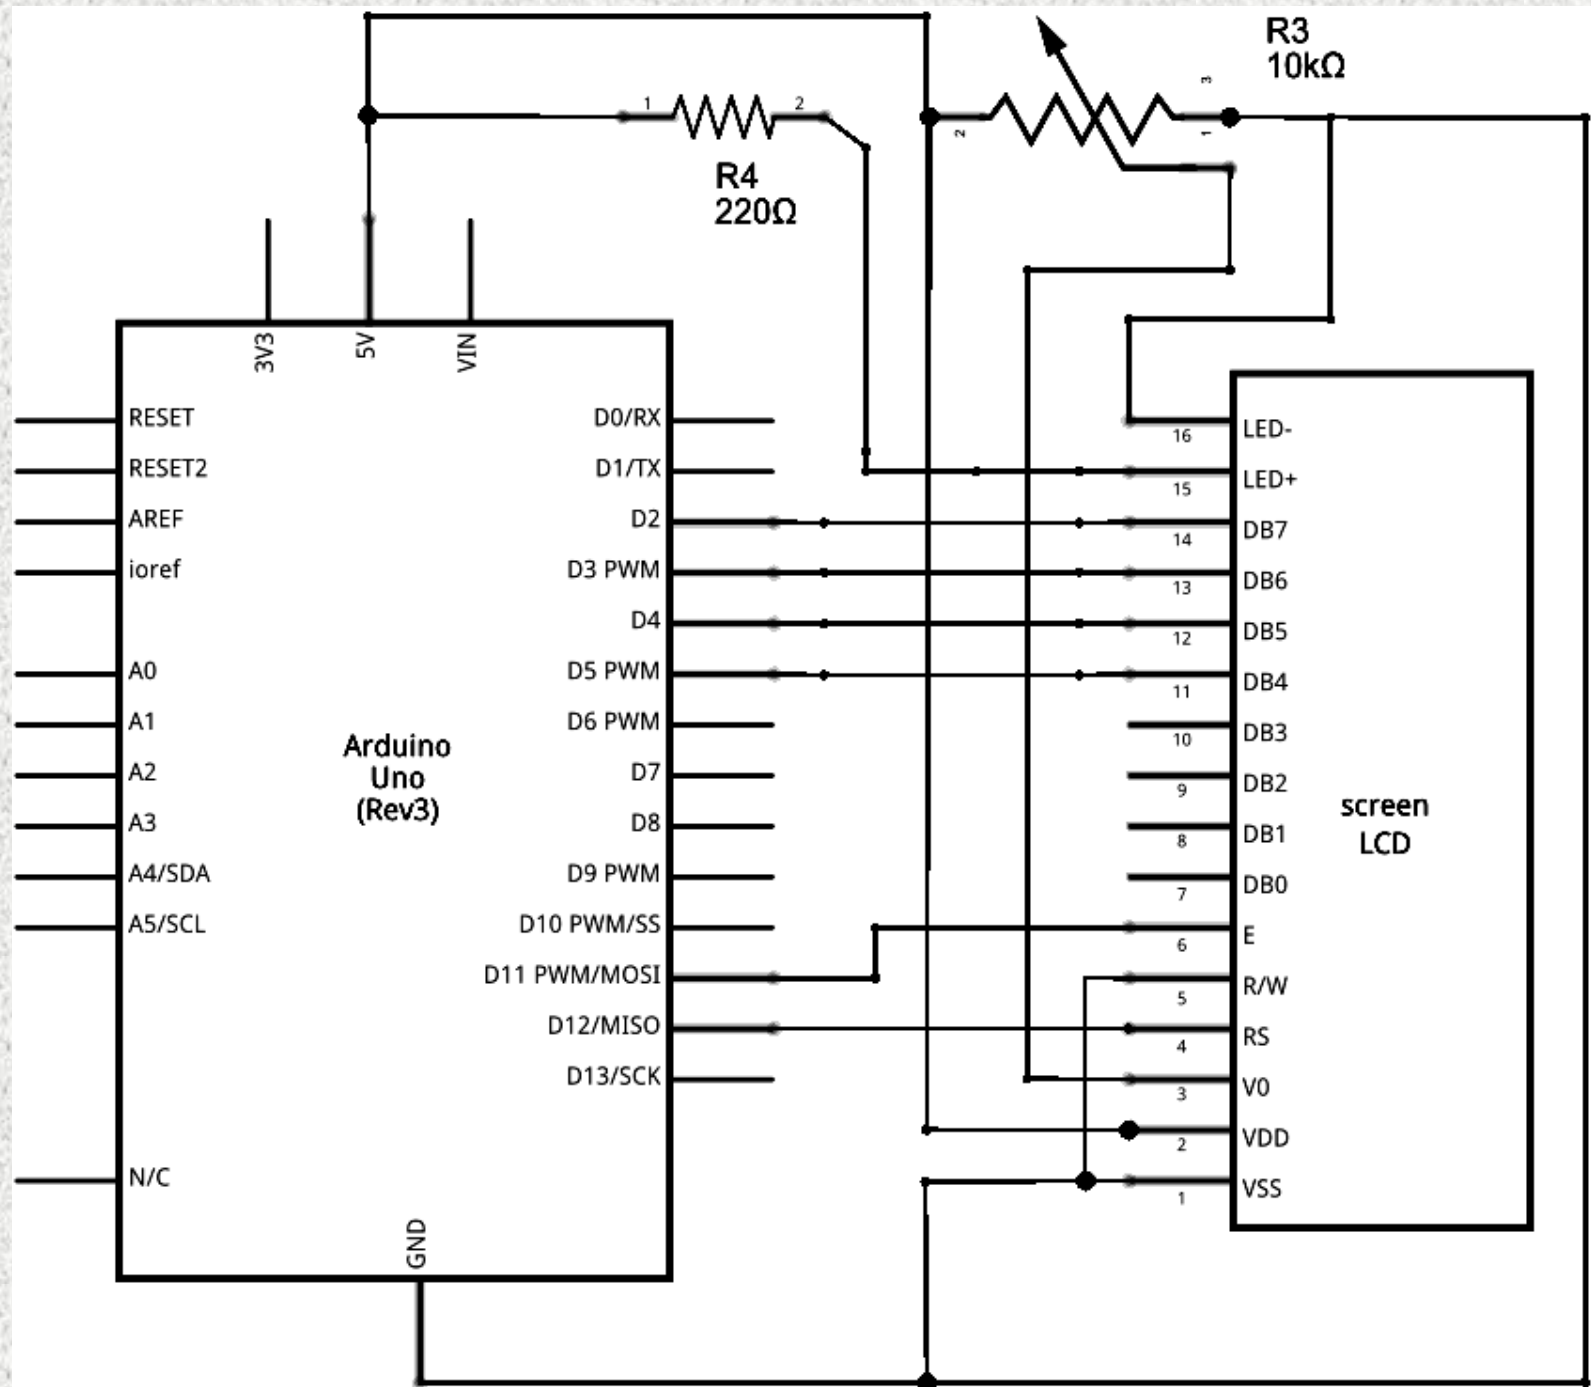 R3
10kΩ
3
1
2
1
2
R4
220Ω
3V3
5V
VIN
RESET
RESET2
AREF
ioref
A0
A1
A2
A3
A4/SDA
A5/SCL
N/C
GND
Arduino
Uno
(Rev3)
D0/RX
D1/TX
D2
D3 PWM
D4
D5 PWM
D6 PWM
D7
D8
D9 PWM
D10 PWM/SS
D11 PWM/MOSI
D12/MISO
D13/SCK
16 LED-
15 LED+
14 DB7
13 DB6
12 DB5
11 DB4
10 DB3
9 DB2
8 DB1
7 DB0
6 E
5 R/W
4 RS
3 V0
2 VDD
1 VSS
screen
LCD